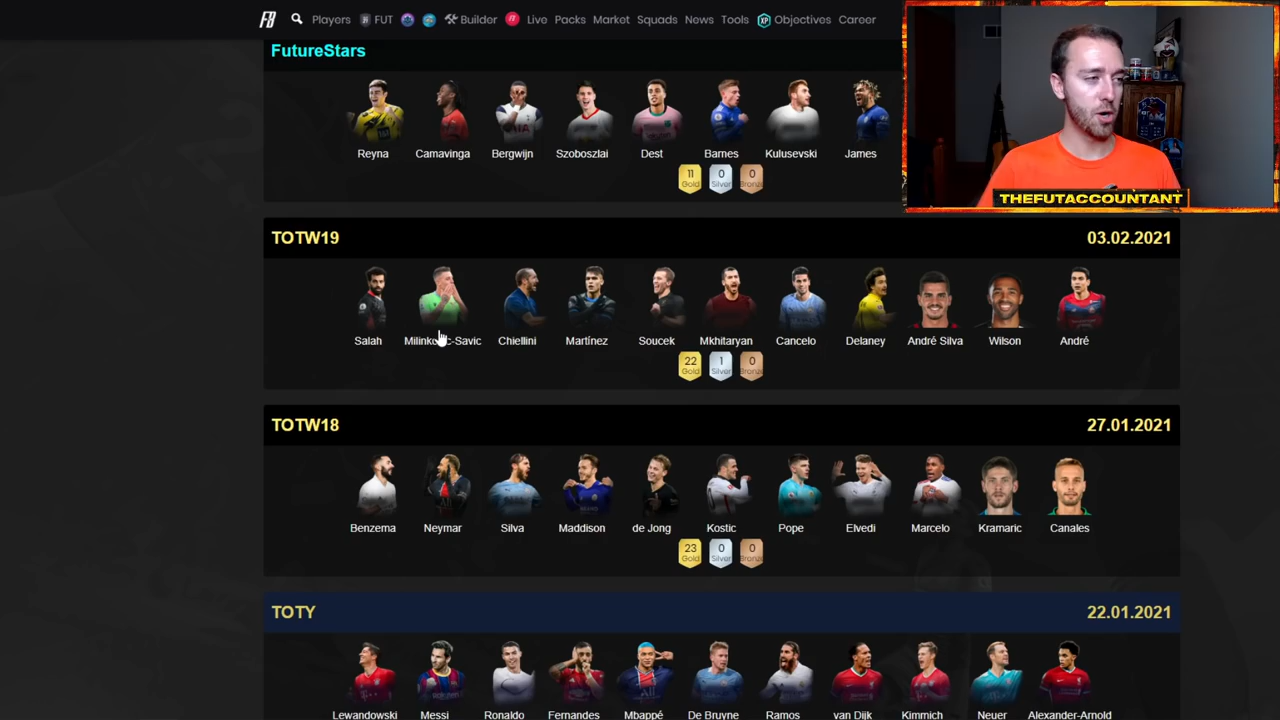 F8 Players FUT Builder Live Packs Market Squads News Tools XP Objectives Career
FutureStars
Reyna Camavinga Bergwijn Szoboszlai Dest Barnes Kulusevski James
11 0 0
Gold Silver Bronze
THEFUTACCOUNTANT
TOTW19 03.02.2021
Salah Milinkovic-Savic Chiellini Martínez Soucek Mkhitaryan Cancelo Delaney André Silva Wilson André
22 1 0
Gold Silver Bronze
TOTW18 27.01.2021
Benzema Neymar Silva Maddison de Jong Kostic Pope Elvedi Marcelo Kramaric Canales
23 0 0
Gold Silver Bronze
TOTY 22.01.2021
Lewandowski Messi Ronaldo Fernandes Mbappé De Bruyne Ramos van Dijk Kimmich Neuer Alexander-Arnold